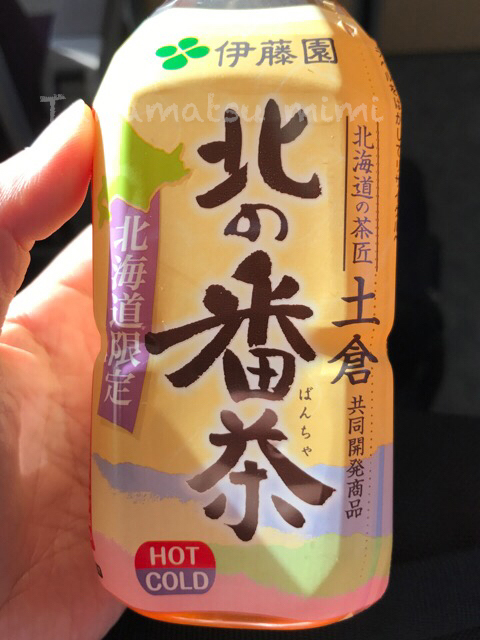 伊藤園
北の番茶
ばんちゃ
北海道の茶匠
土倉
共同開発商品
北海道限定
HOT
COLD